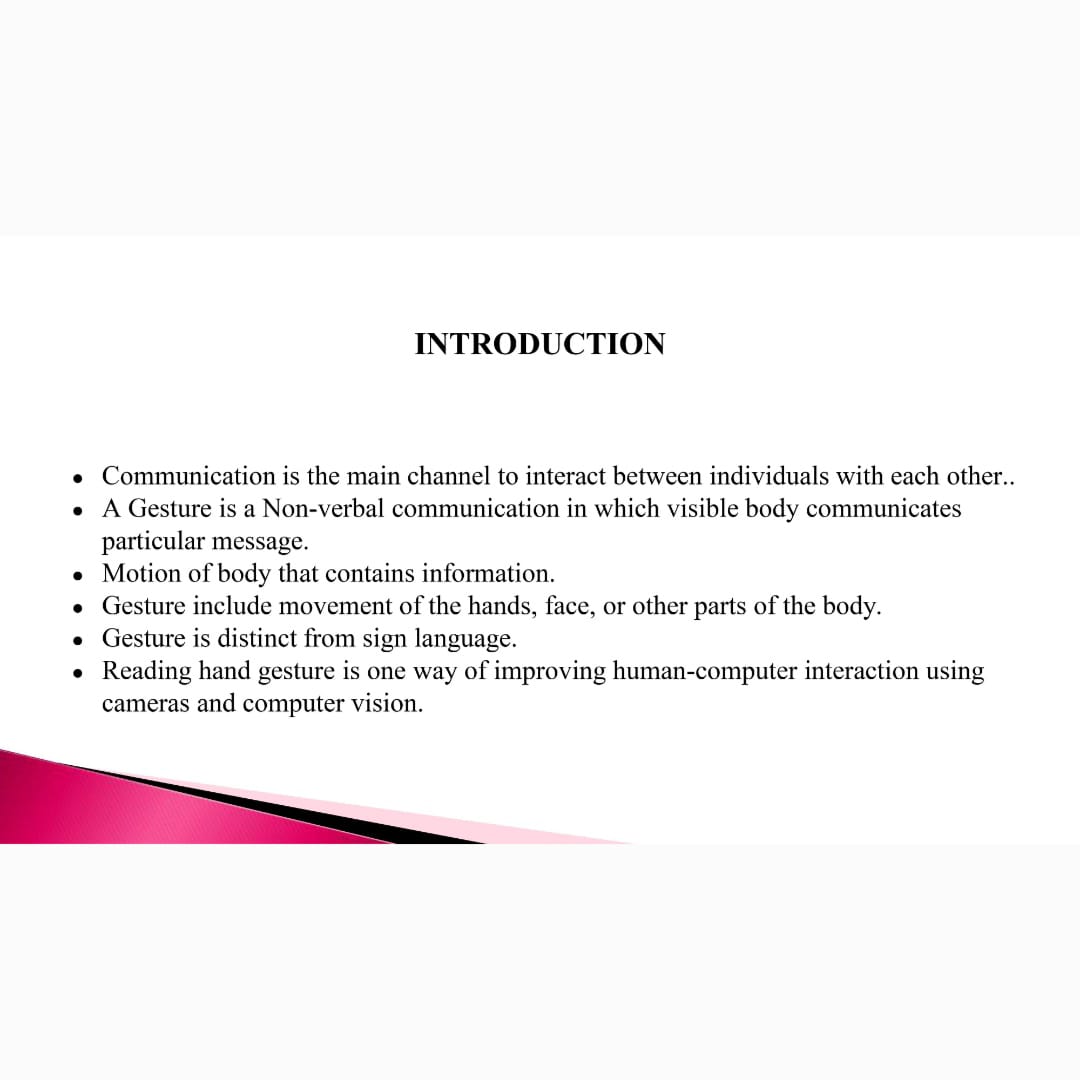 INTRODUCTION
• Communication is the main channel to interact between individuals with each other..
• A Gesture is a Non-verbal communication in which visible body communicates
particular message.
• Motion of body that contains information.
• Gesture include movement of the hands, face, or other parts of the body.
• Gesture is distinct from sign language.
• Reading hand gesture is one way of improving human-computer interaction using
cameras and computer vision.